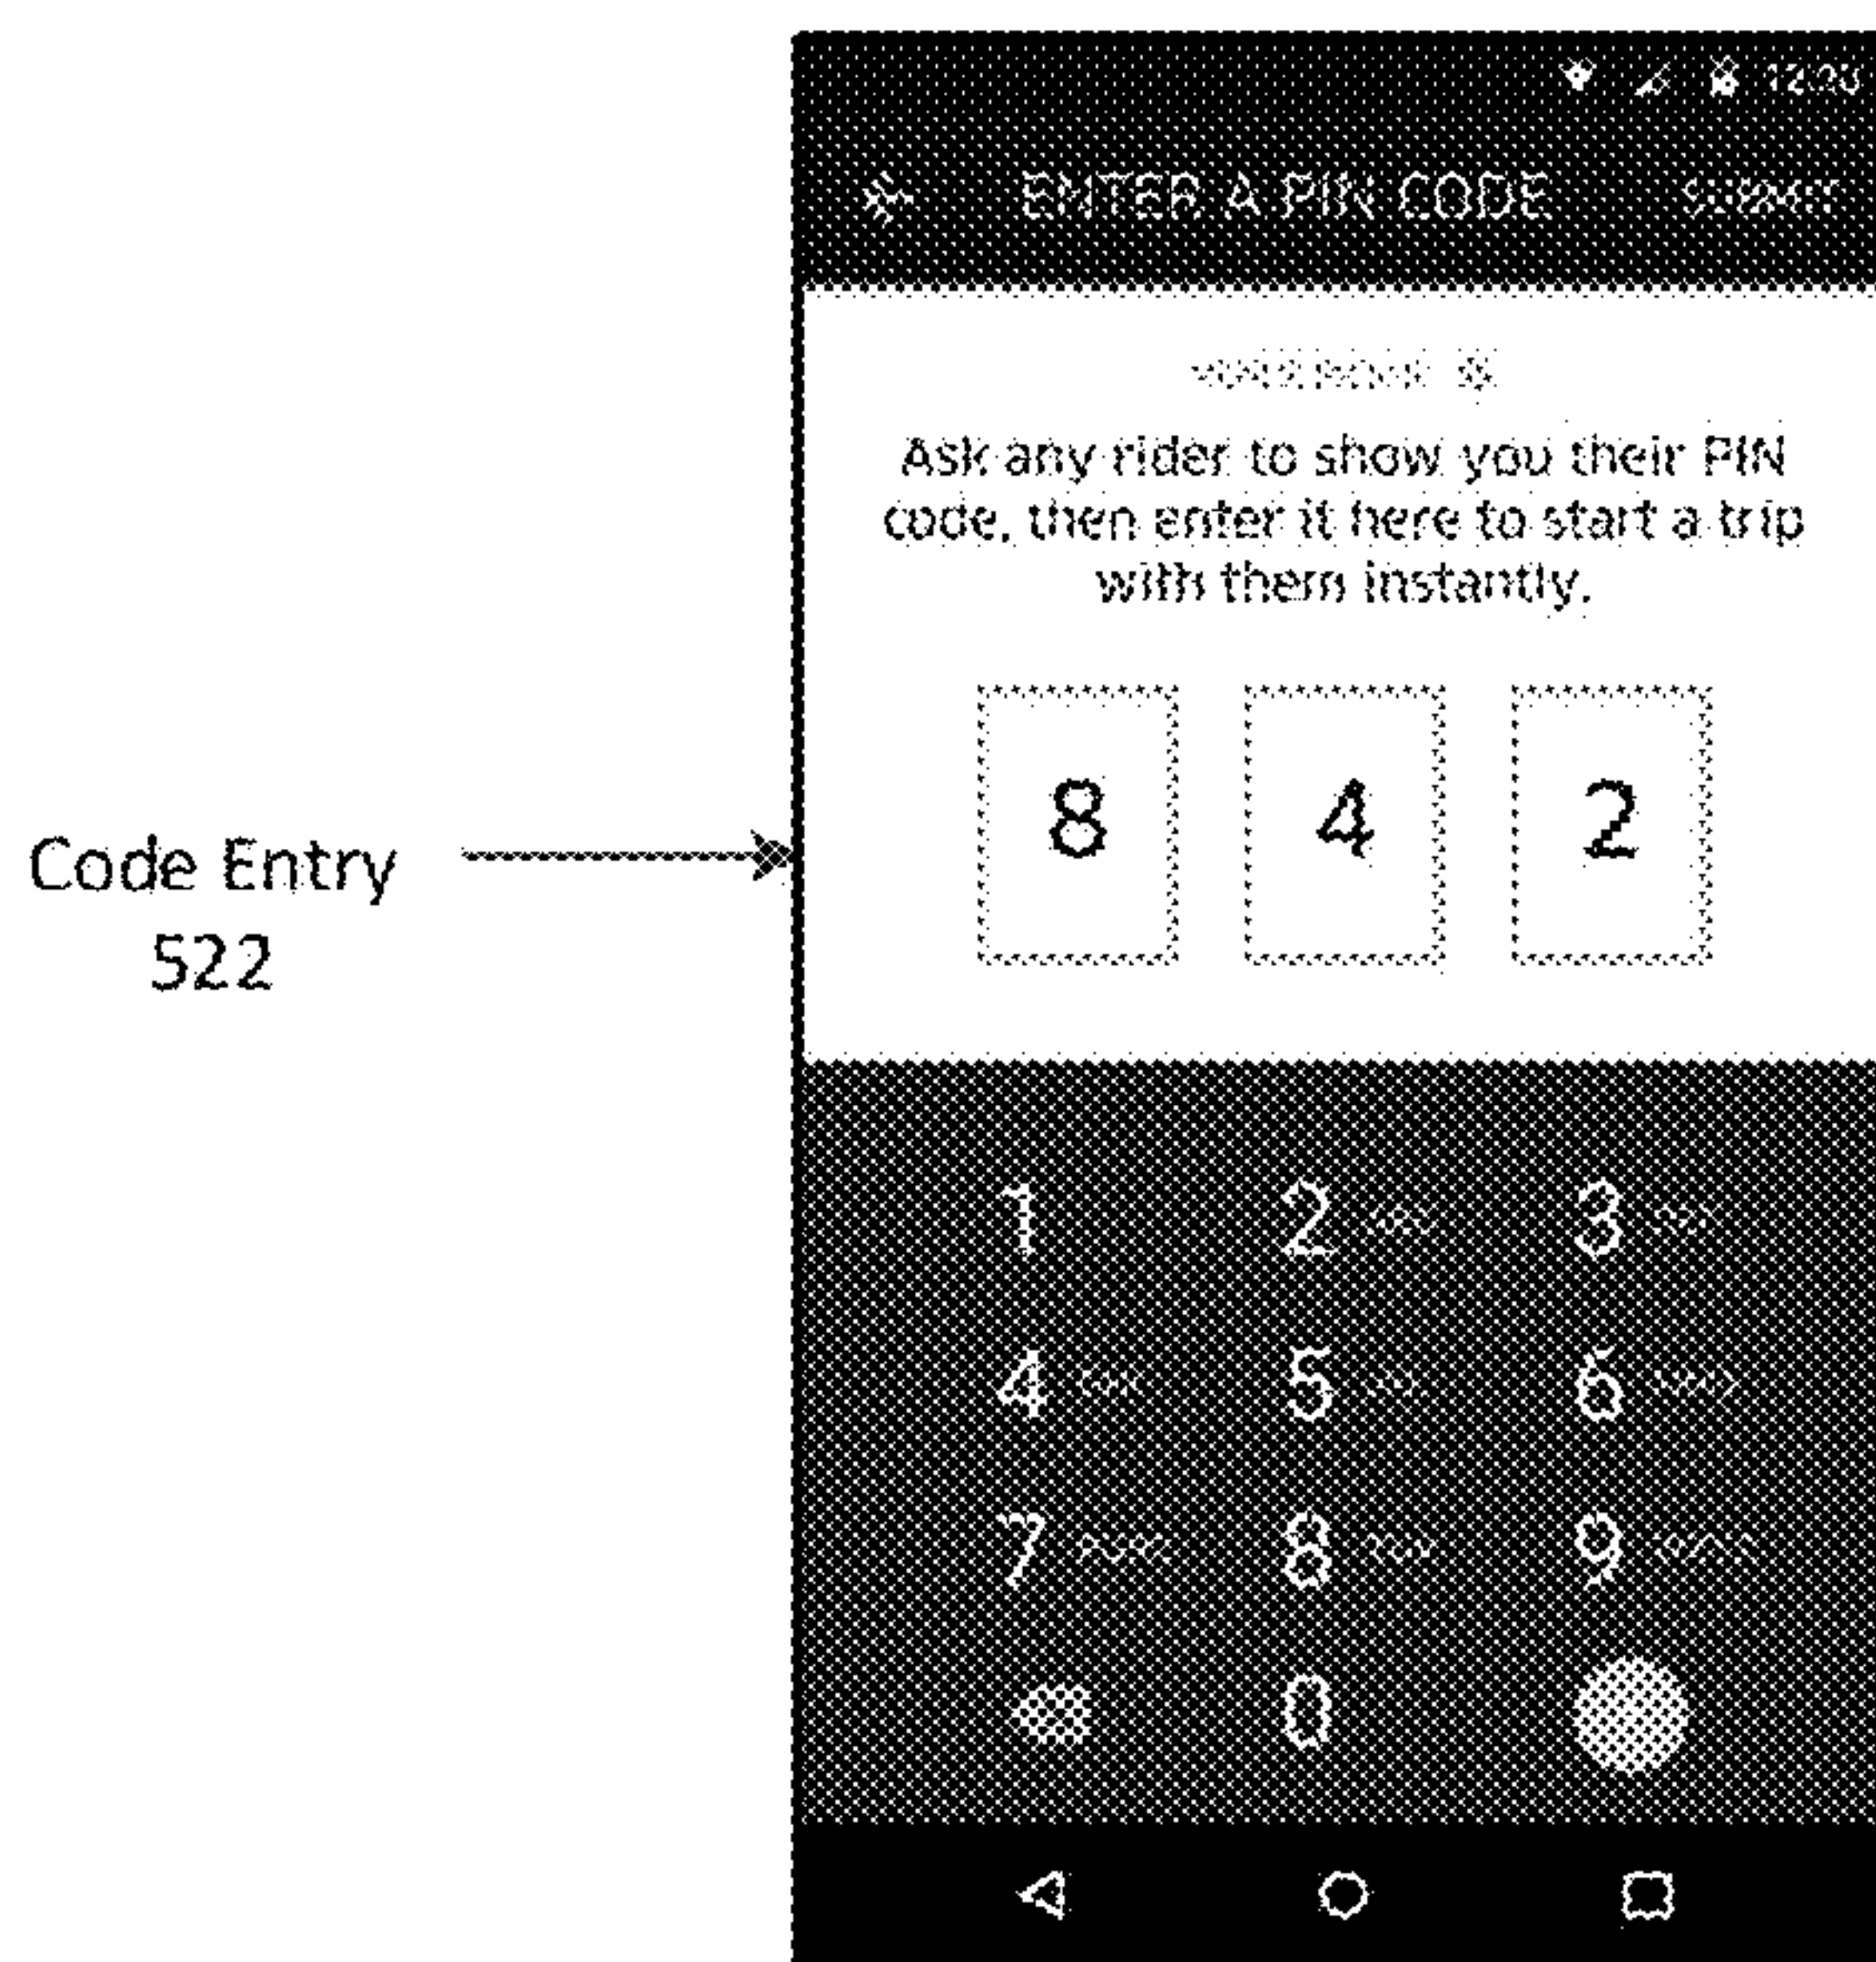 ENTER A PIN CODE SUBMIT
Ask any rider to show you their PIN
code, then enter it here to start a trip
with them instantly.
8 4 2
Code Entry
522
1 2 ABC 3
4 5 6
7 8 9
0